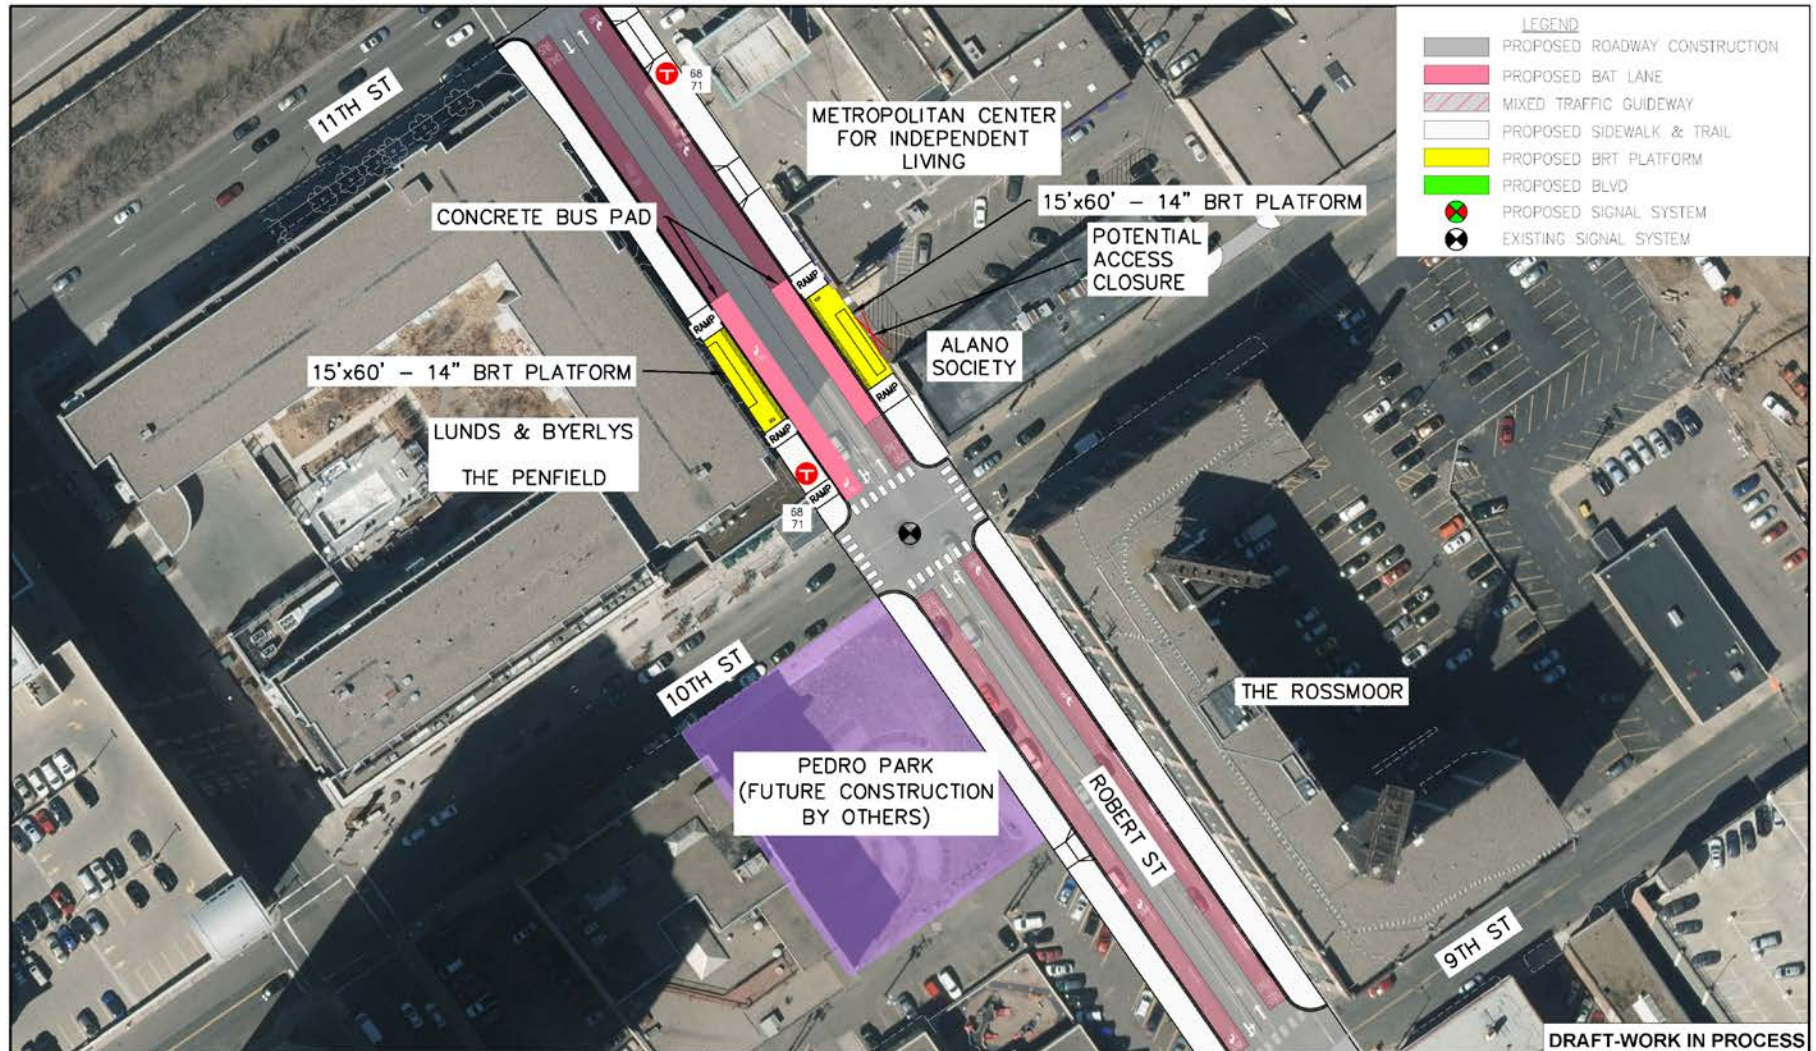 LEGEND
PROPOSED ROADWAY CONSTRUCTION
PROPOSED BAT LANE
MIXED TRAFFIC GUIDEWAY
PROPOSED SIDEWALK & TRAIL
PROPOSED BRT PLATFORM
PROPOSED BLVD
PROPOSED SIGNAL SYSTEM
EXISTING SIGNAL SYSTEM
11TH ST
T
68
71
METROPOLITAN CENTER
FOR INDEPENDENT
LIVING
CONCRETE BUS PAD
15'x60' - 14" BRT PLATFORM
POTENTIAL
ACCESS
CLOSURE
RAMP
RAMP
ALANO
SOCIETY
15'x60' - 14" BRT PLATFORM
RAMP
LUNDS & BYERLYS
THE PENFIELD
RAMP
T
RAMP
68
71
10TH ST
THE ROSSMOOR
PEDRO PARK
(FUTURE CONSTRUCTION
BY OTHERS)
ROBERT ST
9TH ST
DRAFT-WORK IN PROCESS